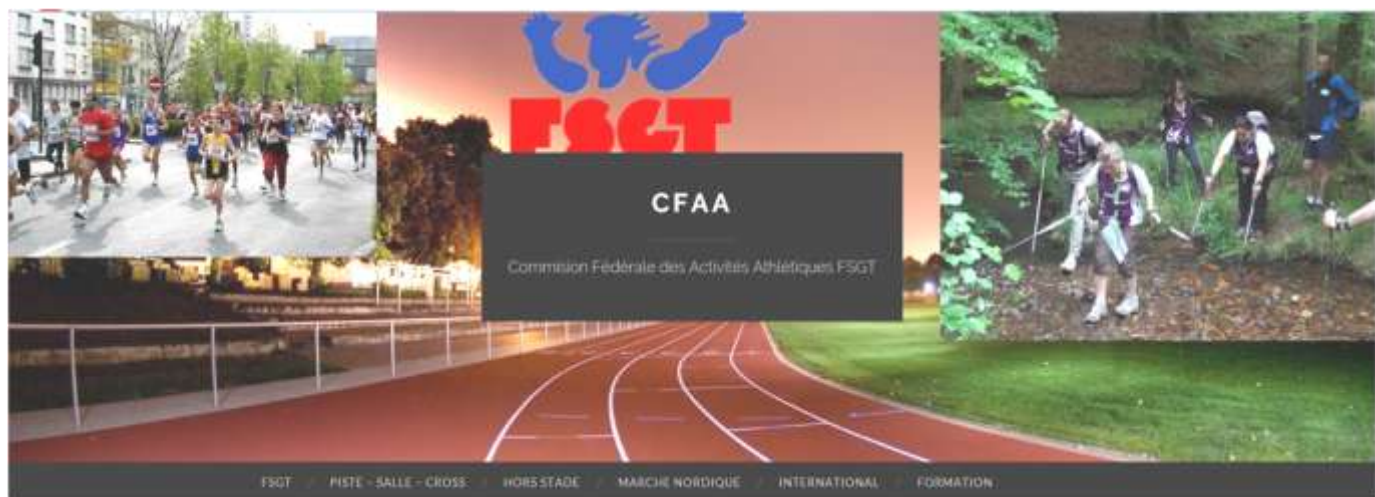 FSGT
CFAA
Commision Fédérale des Activités Athlétiques FSGT
FSGT / PISTE – SALLE – CROSS / HORS STADE / MARCHE NORDIQUE / INTERNATIONAL / FORMATION